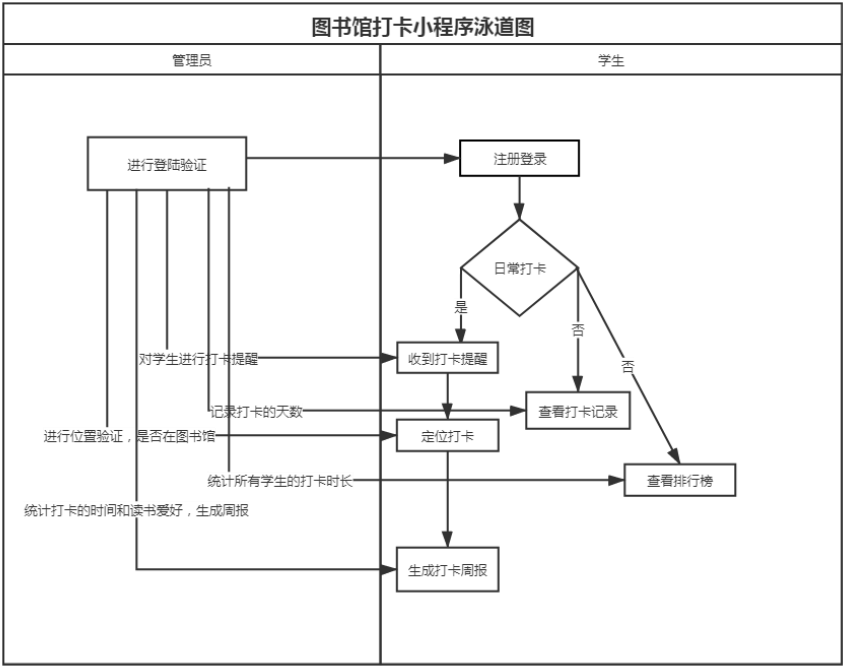 图书馆打卡小程序泳道图
管理员
学生
进行登陆验证
注册登录
日常打卡
是
否
否
对学生进行打卡提醒
收到打卡提醒
记录打卡的天数
查看打卡记录
进行位置验证，是否在图书馆
定位打卡
统计所有学生的打卡时长
查看排行榜
统计打卡的时间和读书爱好，生成周报
生成打卡周报